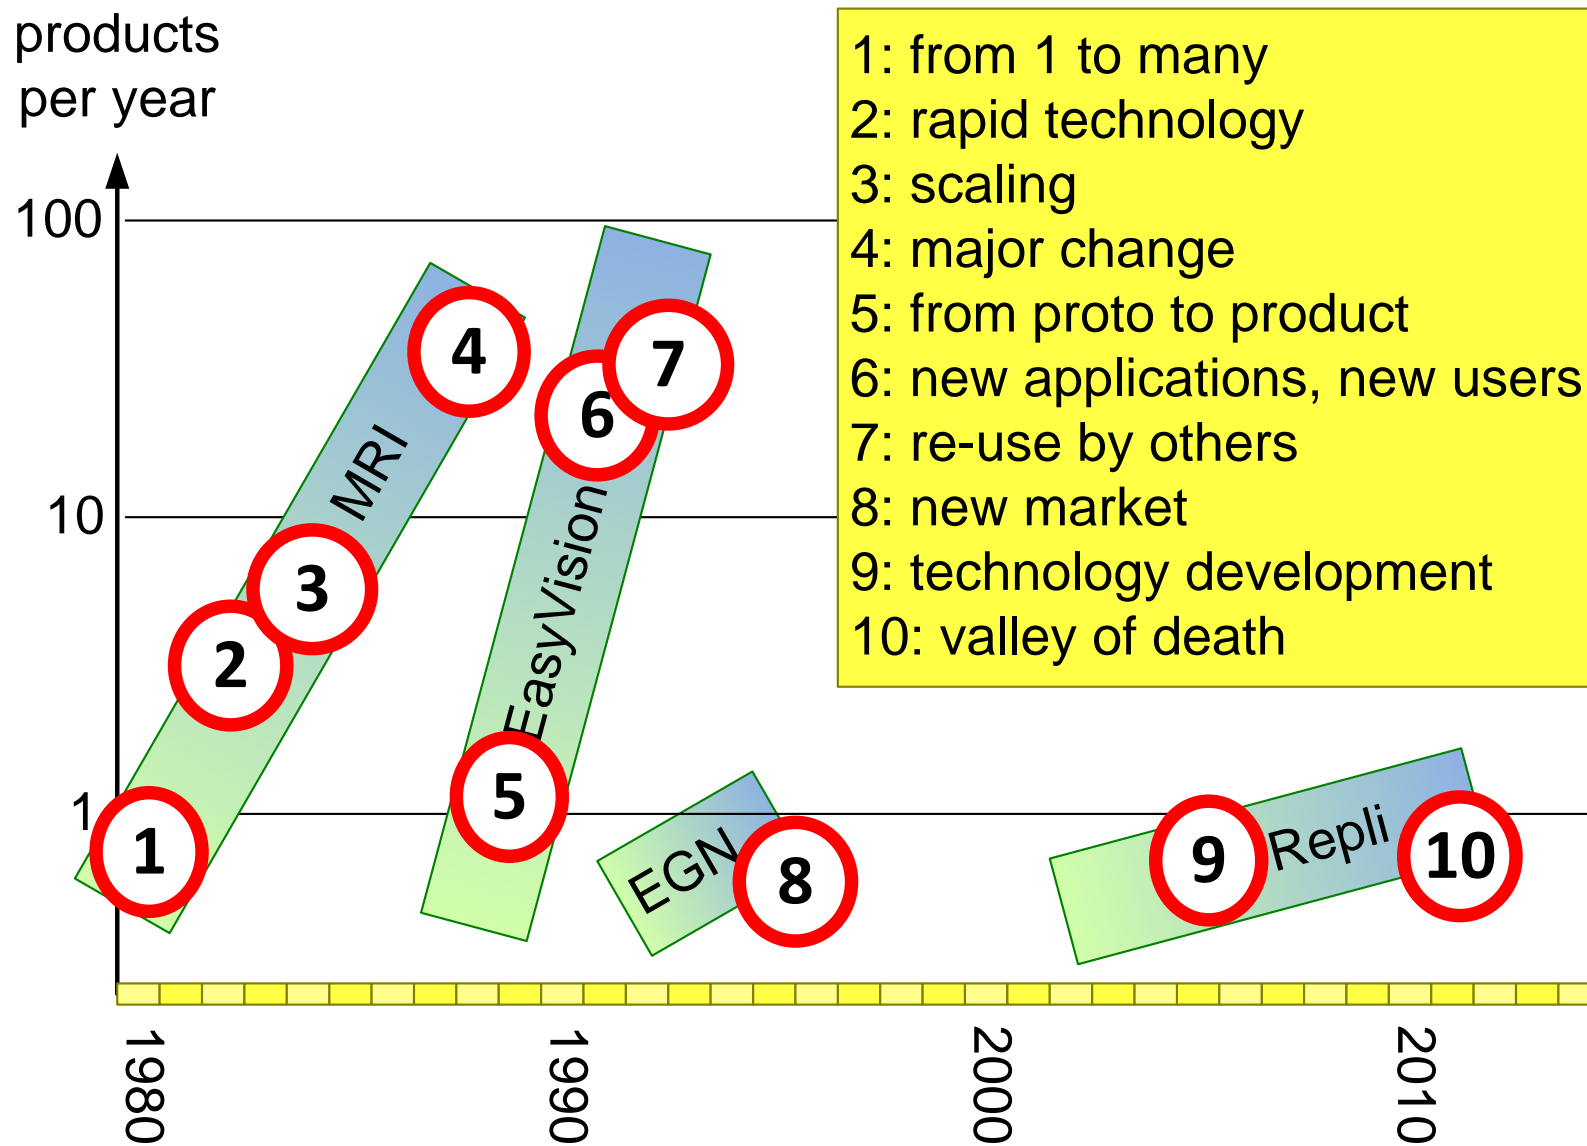 products
per year
100
10
1
1: from 1 to many
2: rapid technology
3: scaling
4: major change
5: from proto to product
6: new applications, new users
7: re-use by others
8: new market
9: technology development
10: valley of death
4
7
6
MRI
3
EasyVision
2
5
1
EGN
8
9
Repli
10
1980
1990
2000
2010